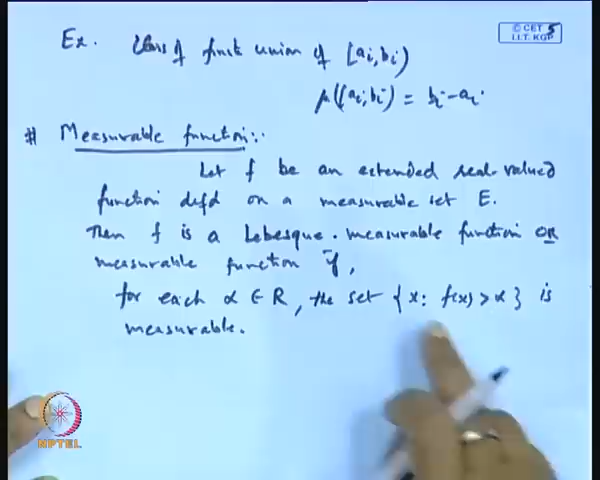 Ex. Class of finite union of [ai, bi)
© CET
I.I.T. KGP
5
μ([ai, bi)) = bi - ai
# Measurable function::
Let f be an extended real-valued
function defd on a measurable set E.
Then f is a Lebesque-measurable function OR
measurable function if,
for each α ∈ R, the set {x: f(x) > α} is
measurable.
NPTEL